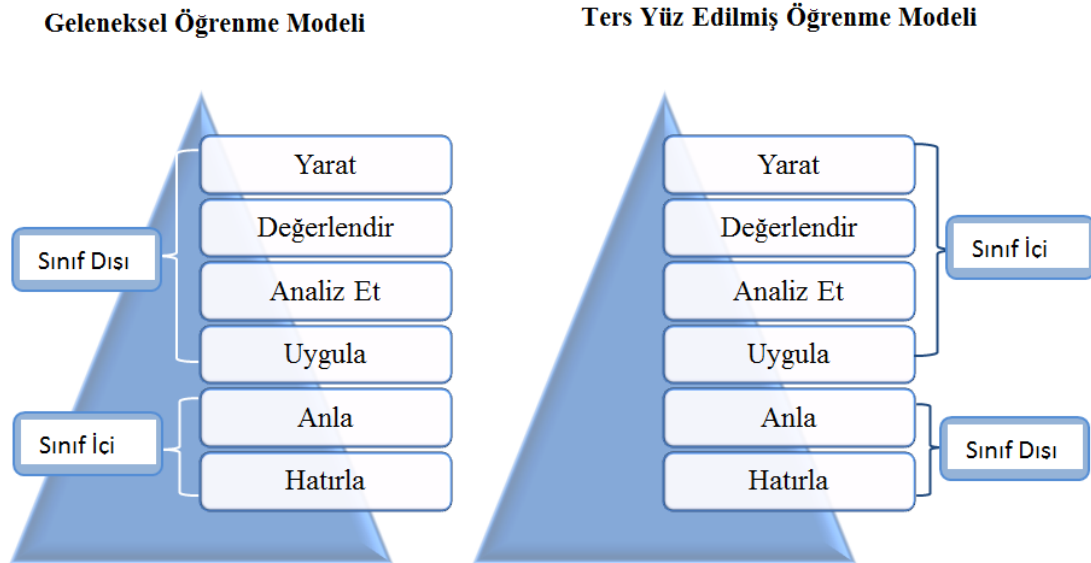 Geleneksel Öğrenme Modeli
Yarat
Değerlendir
Analiz Et
Uygula
Anla
Hatırla
Sınıf Dışı
Sınıf İçi
Ters Yüz Edilmiş Öğrenme Modeli
Yarat
Değerlendir
Analiz Et
Uygula
Anla
Hatırla
Sınıf İçi
Sınıf Dışı